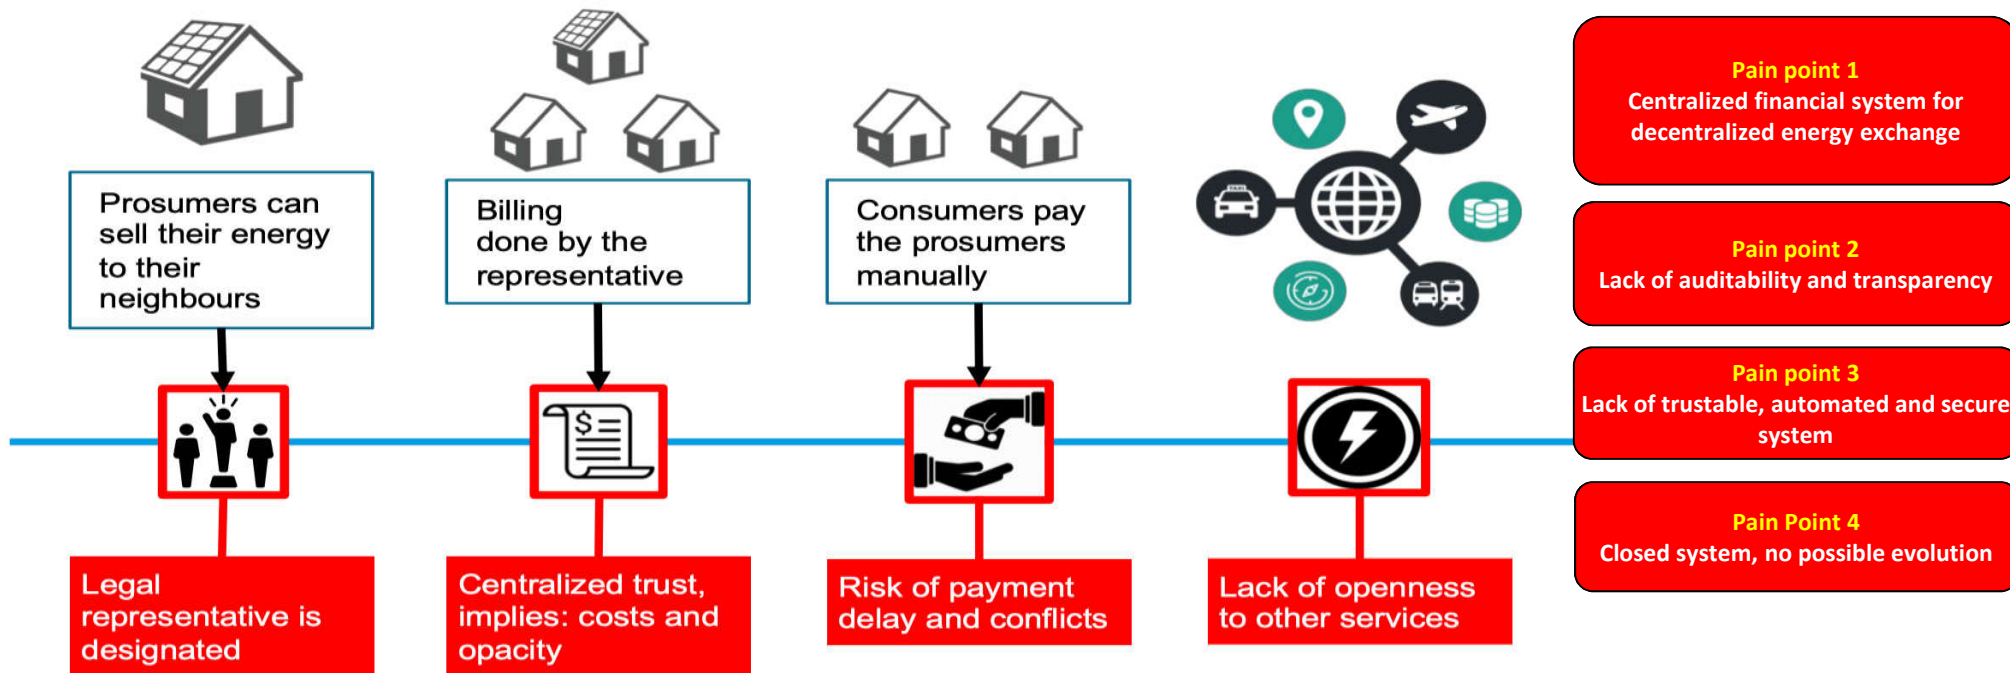 Prosumers can
sell their energy
to their
neighbours
Billing
done by the
representative
Consumers pay
the prosumers
manually
TAXI
$
Legal
representative is
designated
Centralized trust,
implies: costs and
opacity
Risk of payment
delay and conflicts
Lack of openness
to other services
Pain point 1
Centralized financial system for
decentralized energy exchange
Pain point 2
Lack of auditability and transparency
Pain point 3
Lack of trustable, automated and secure
system
Pain Point 4
Closed system, no possible evolution